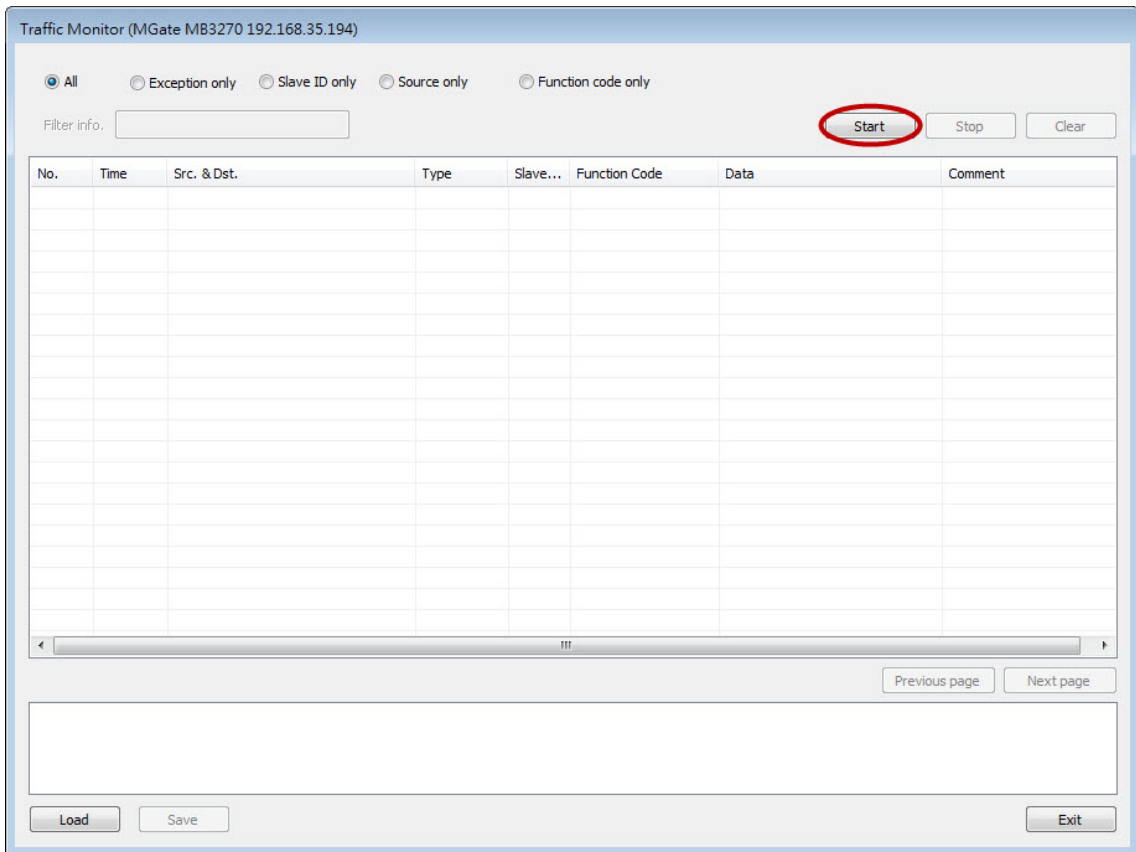 Traffic Monitor (MGate MB3270 192.168.35.194)
All Exception only Slave ID only Source only Function code only
Filter info. Start Stop Clear
No. Time Src. & Dst. Type Slave... Function Code Data Comment
Previous page Next page
Load Save Exit